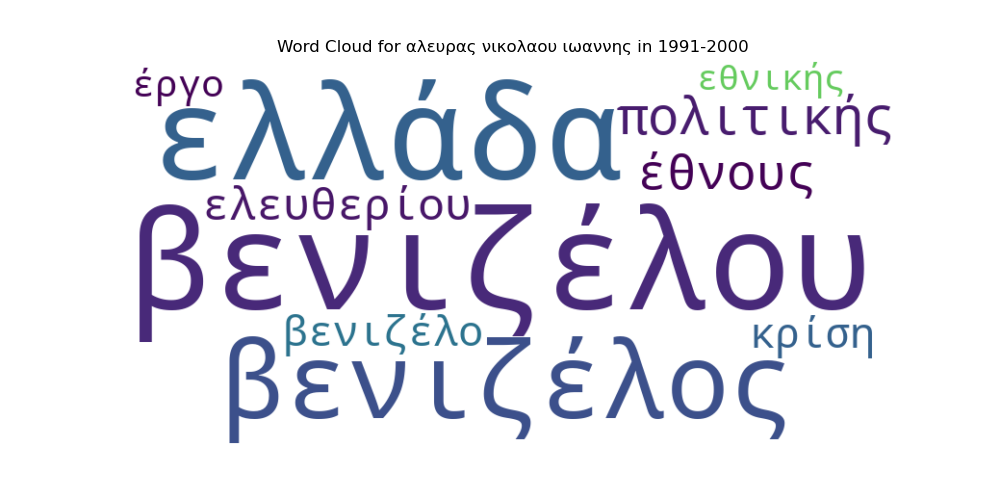 Word Cloud for αλευρας νικολαου ιωαννης in 1991-2000
έργο
εθνικής
ελλάδα
πολιτικής
έθνους
ελευθερίου
βενιζέλου
βενιζέλο
κρίση
βενιζέλος